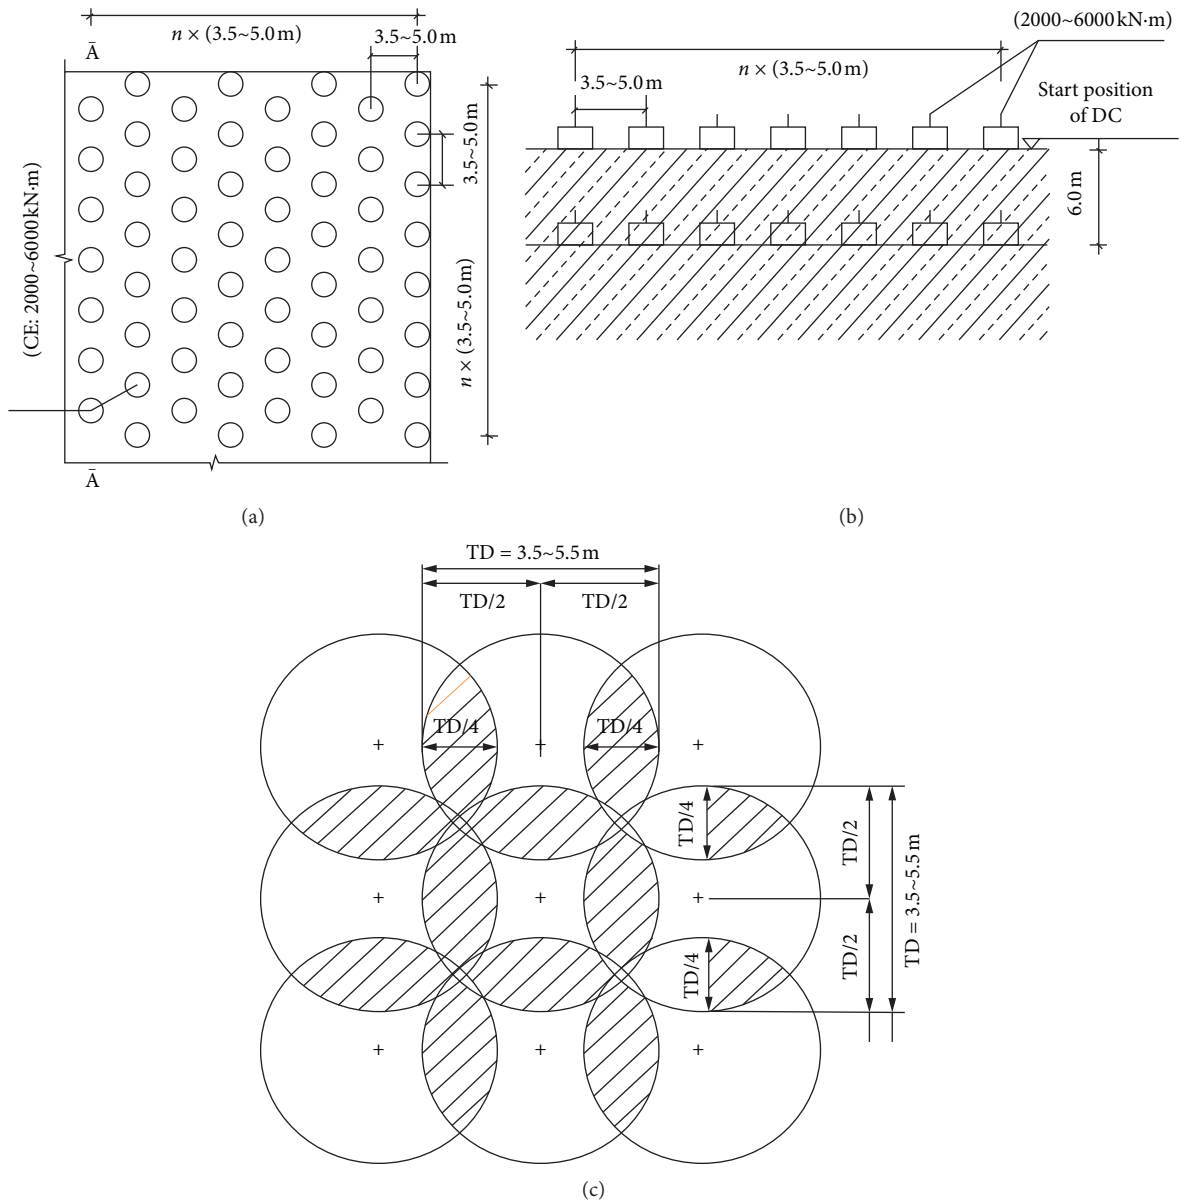 n × (3.5~5.0 m)
3.5~5.0 m
Ā
3.5~5.0 m
n × (3.5~5.0 m)
(CE: 2000~6000 kN·m)
Ā
(a)
(2000~6000 kN·m)
n × (3.5~5.0 m)
3.5~5.0 m
Start position
of DC
6.0 m
(b)
TD = 3.5~5.5 m
TD/2
TD/2
TD/4
TD/4
TD/4
TD/2
TD = 3.5~5.5 m
TD/2
TD/4
(c)